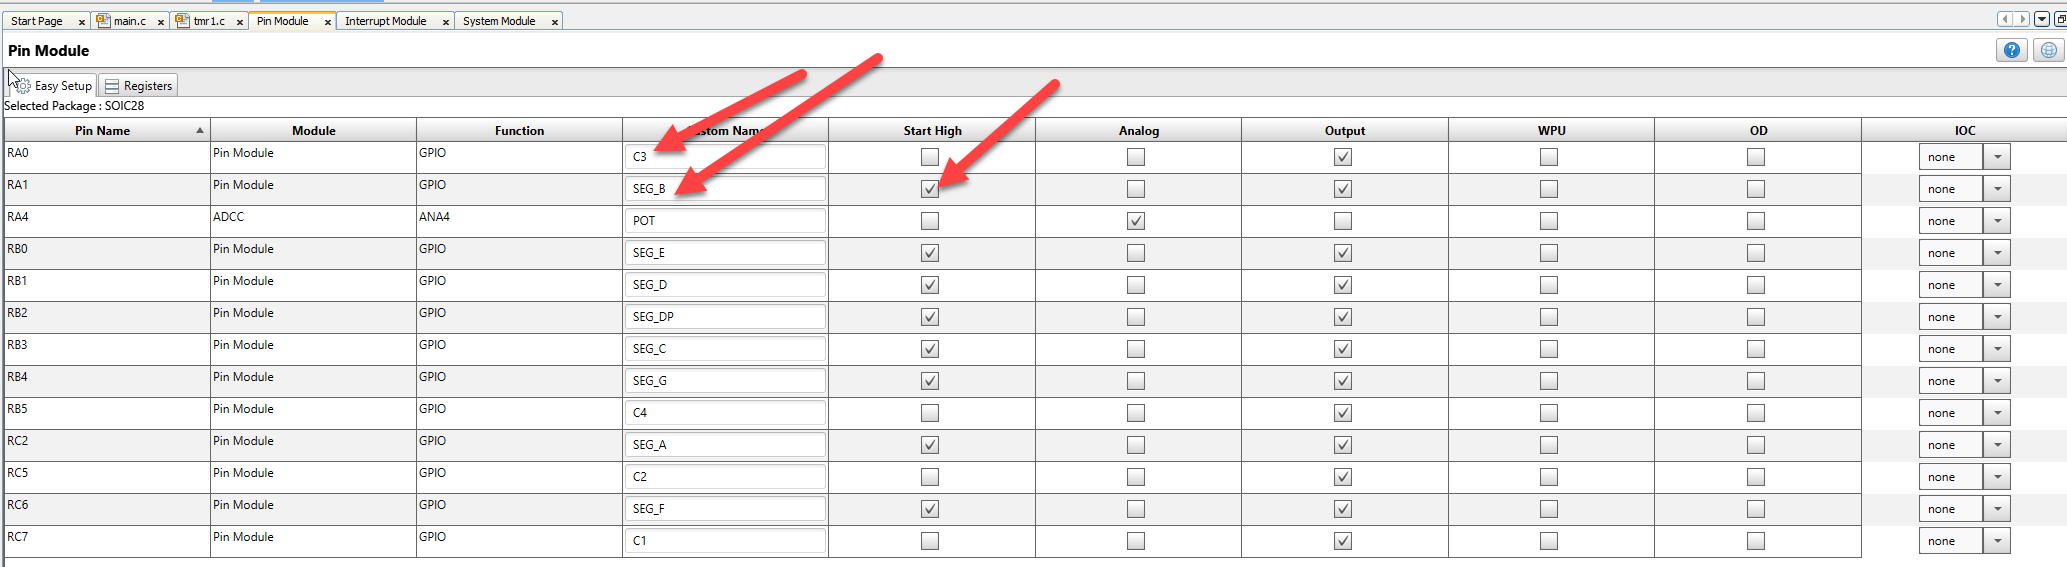 Start Page main.c tmr1.c Pin Module Interrupt Module System Module
Pin Module
Easy Setup Registers
Selected Package : SOIC28
Pin Name Module Function Custom Name Start High Analog Output WPU OD IOC
RA0 Pin Module GPIO C3 none
RA1 Pin Module GPIO SEG_B none
RA4 ADCC ANA4 POT none
RB0 Pin Module GPIO SEG_E none
RB1 Pin Module GPIO SEG_D none
RB2 Pin Module GPIO SEG_DP none
RB3 Pin Module GPIO SEG_C none
RB4 Pin Module GPIO SEG_G none
RB5 Pin Module GPIO C4 none
RC2 Pin Module GPIO SEG_A none
RC5 Pin Module GPIO C2 none
RC6 Pin Module GPIO SEG_F none
RC7 Pin Module GPIO C1 none